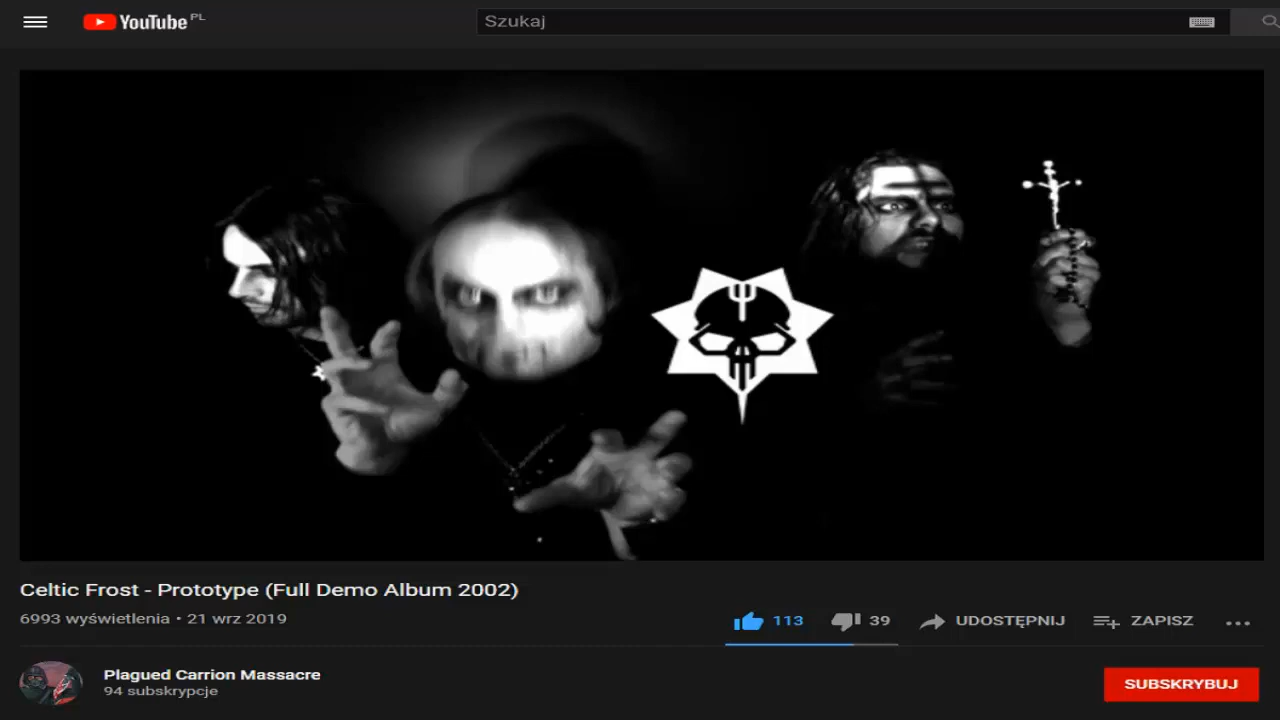 YouTube PL
Szukaj
Celtic Frost - Prototype (Full Demo Album 2002)
6993 wyświetlenia • 21 wrz 2019
113
39
UDOSTĘPNIJ
ZAPISZ
Plagued Carrion Massacre
94 subskrypcje
SUBSKRYBUJ